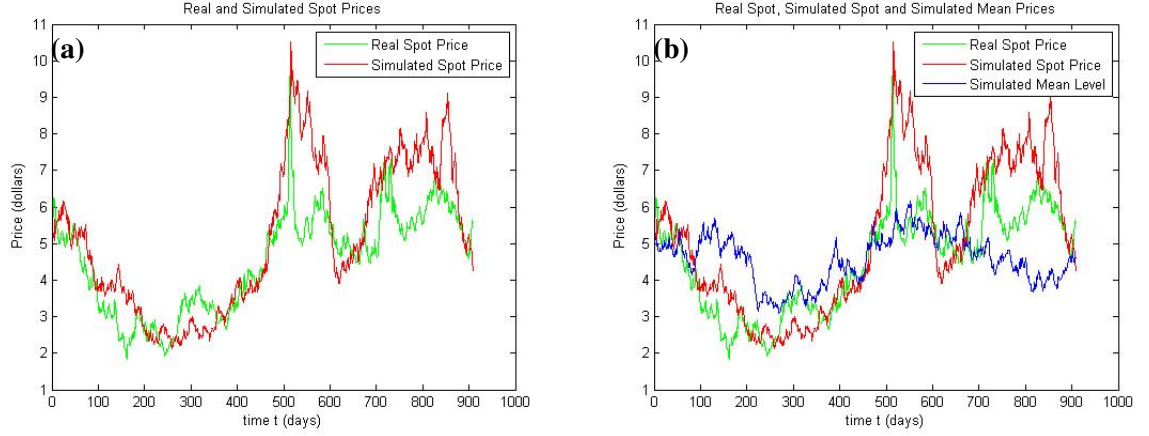 Real and Simulated Spot Prices
(a)
Real Spot Price
Simulated Spot Price
11
10
9
8
7
6
5
4
3
2
1
Price (dollars)
0 100 200 300 400 500 600 700 800 900 1000
time t (days)
Real Spot, Simulated Spot and Simulated Mean Prices
(b)
Real Spot Price
Simulated Spot Price
Simulated Mean Level
11
10
9
8
7
6
5
4
3
2
1
Price (dollars)
0 100 200 300 400 500 600 700 800 900 1000
time t (days)